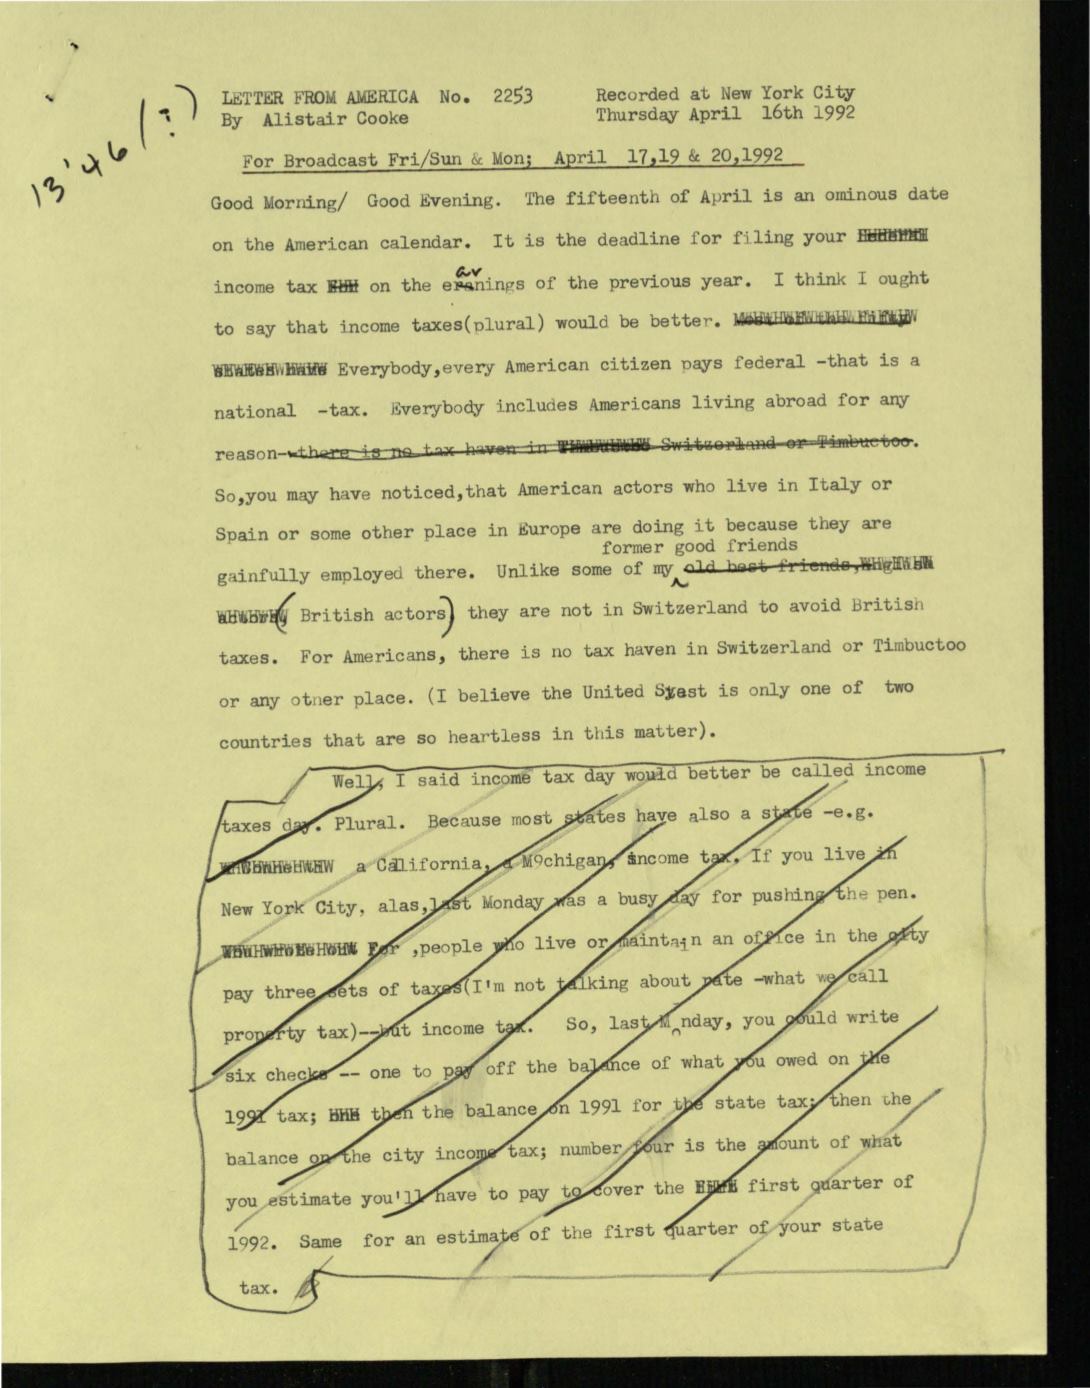 13'46 (?)
LETTER FROM AMERICA No. 2253 Recorded at New York City
By Alistair Cooke Thursday April 16th 1992
For Broadcast Fri/Sun & Mon; April 17,19 & 20,1992
Good Morning/ Good Evening. The fifteenth of April is an ominous date
on the American calendar. It is the deadline for filing your
income tax on the eranings of the previous year. I think I ought
ar
to say that income taxes(plural) would be better. Most of the fifty
states have Everybody,every American citizen pays federal -that is a
national -tax. Everybody includes Americans living abroad for any
reason--there is no tax haven in Switzerland or Timbuctoo.
So,you may have noticed,that American actors who live in Italy or
Spain or some other place in Europe are doing it because they are
former good friends
gainfully employed there. Unlike some of my old best friends,
( British actors) they are not in Switzerland to avoid British
taxes. For Americans, there is no tax haven in Switzerland or Timbuctoo
or any other place. (I believe the United is only one of two
countries that are so heartless in this matter).
Well, I said income tax day would better be called income
taxes day. Plural. Because most states have also a state -e.g.
a California, a M9chigan, income tax. If you live in
New York City, alas,last Monday was a busy day for pushing the pen.
For ,people who live or maintain an office in the city
pay three sets of taxes(I'm not talking about rate -what we call
property tax)--but income tax. So, last Monday, you could write
six checks -- one to pay off the balance of what you owed on the
1991 tax; then the balance on 1991 for the state tax; then the
balance on the city income tax; number four is the amount of what
you estimate you'll have to pay to cover the first quarter of
1992. Same for an estimate of the first quarter of your state
tax.